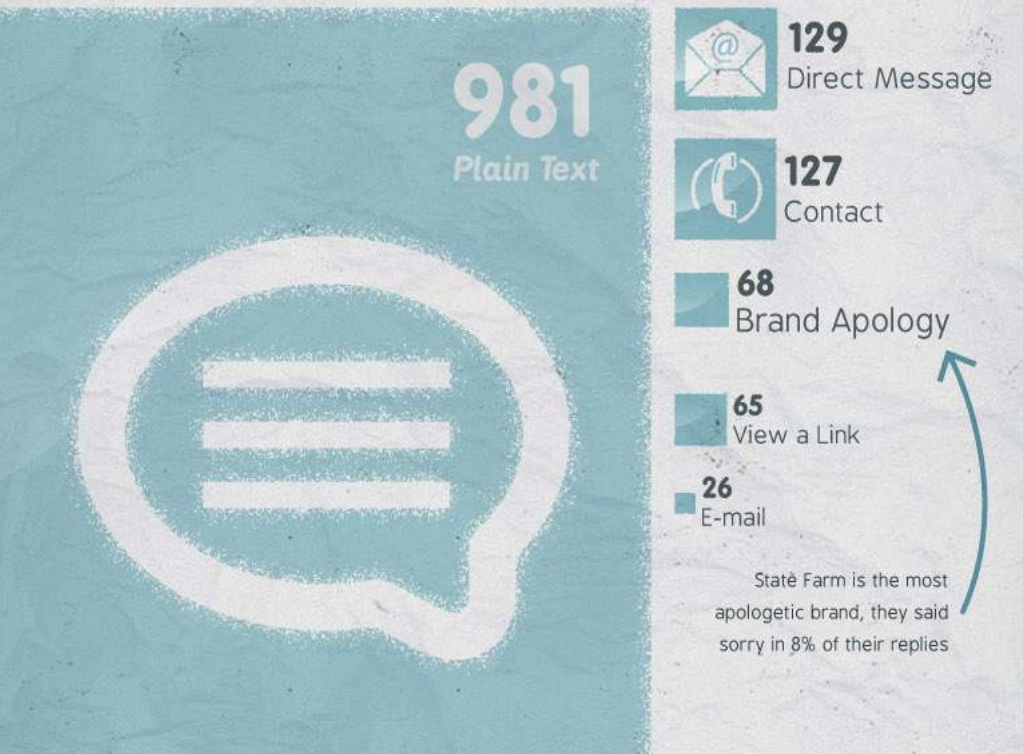 981
Plain Text
@
129
Direct Message
127
Contact
68
Brand Apology
65
View a Link
26
E-mail
State Farm is the most
apologetic brand, they said
sorry in 8% of their replies